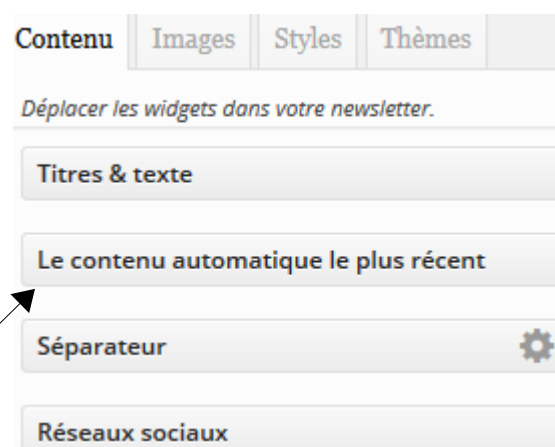 Contenu Images Styles Thèmes
Déplacer les widgets dans votre newsletter.
Titres & texte
Le contenu automatique le plus récent
Séparateur
Réseaux sociaux